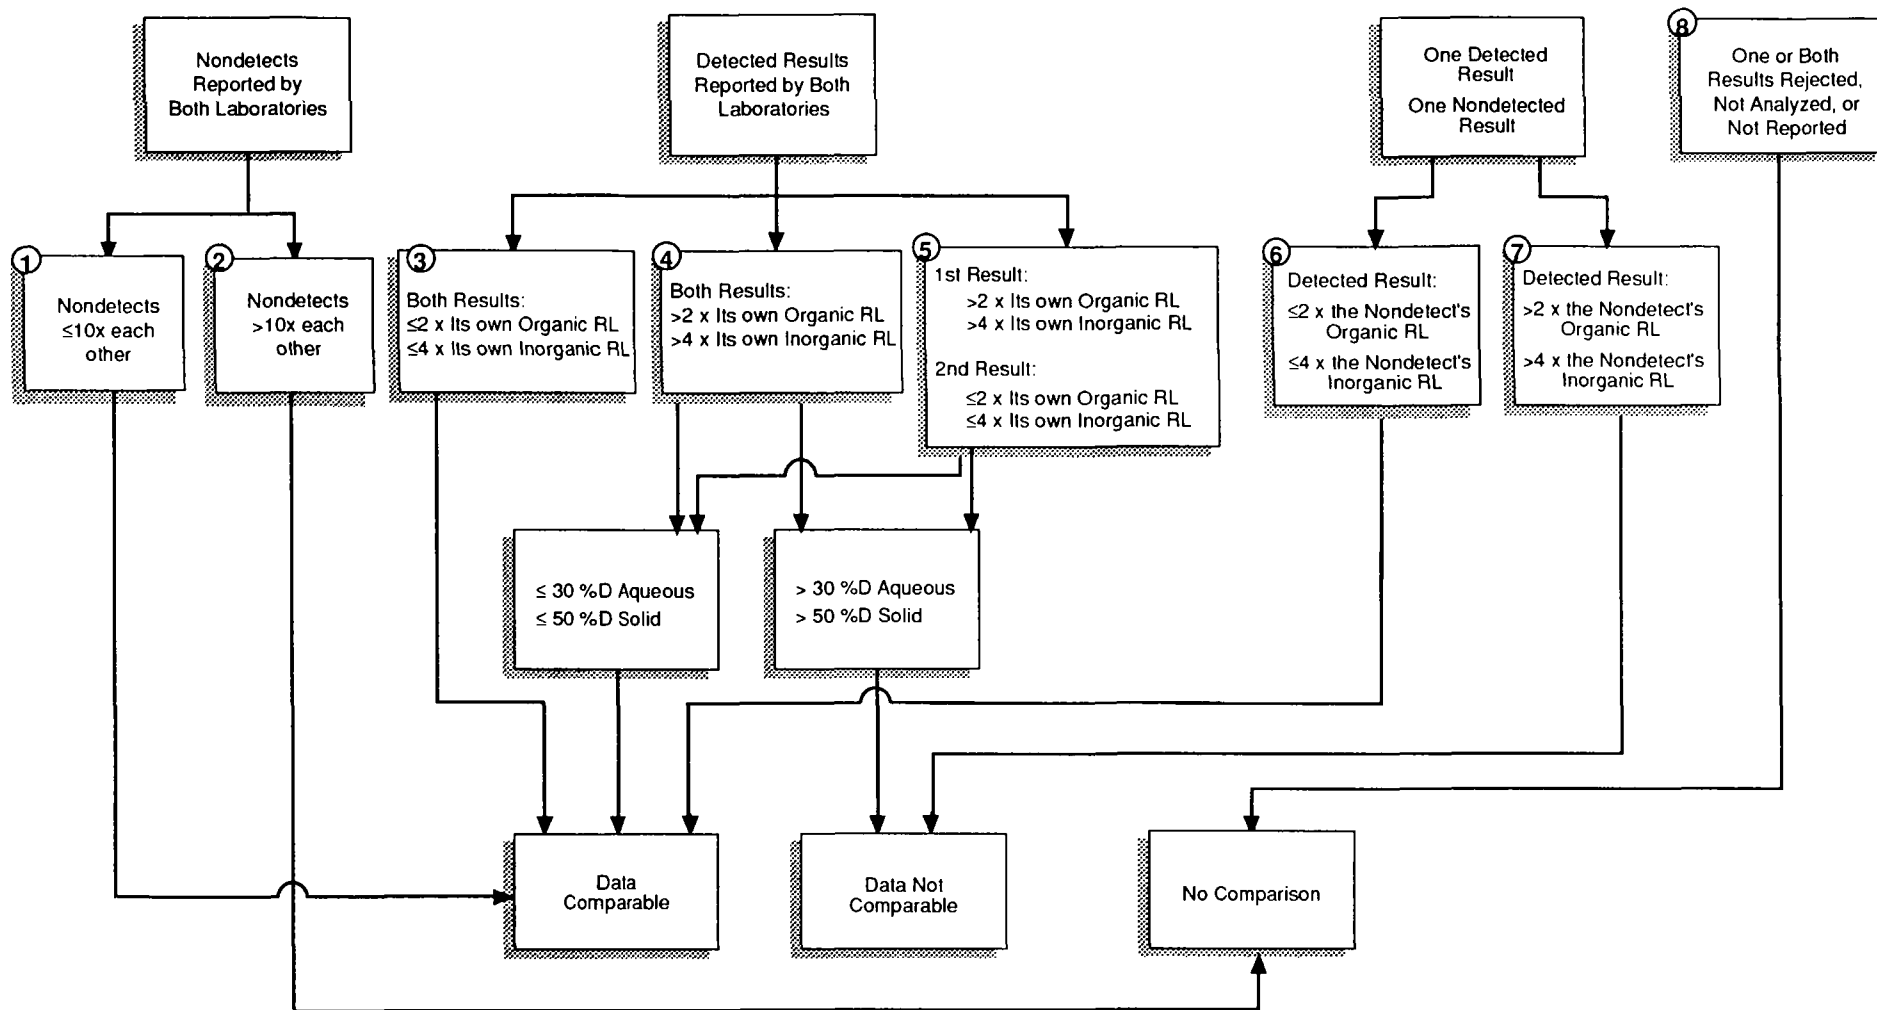 Nondetects
Reported by
Both Laboratories
Detected Results
Reported by Both
Laboratories
One Detected
Result
One Nondetected
Result
8
One or Both
Results Rejected,
Not Analyzed, or
Not Reported
1
Nondetects
≤10x each
other
2
Nondetects
>10x each
other
3
Both Results:
≤2 x Its own Organic RL
≤4 x Its own Inorganic RL
4
Both Results:
>2 x Its own Organic RL
>4 x Its own Inorganic RL
5
1st Result:
>2 x Its own Organic RL
>4 x Its own Inorganic RL
2nd Result:
≤2 x Its own Organic RL
≤4 x Its own Inorganic RL
6
Detected Result:
≤2 x the Nondetect's
Organic RL
≤4 x the Nondetect's
Inorganic RL
7
Detected Result:
>2 x the Nondetect's
Organic RL
>4 x the Nondetect's
Inorganic RL
≤ 30 %D Aqueous
≤ 50 %D Solid
> 30 %D Aqueous
> 50 %D Solid
Data
Comparable
Data Not
Comparable
No Comparison